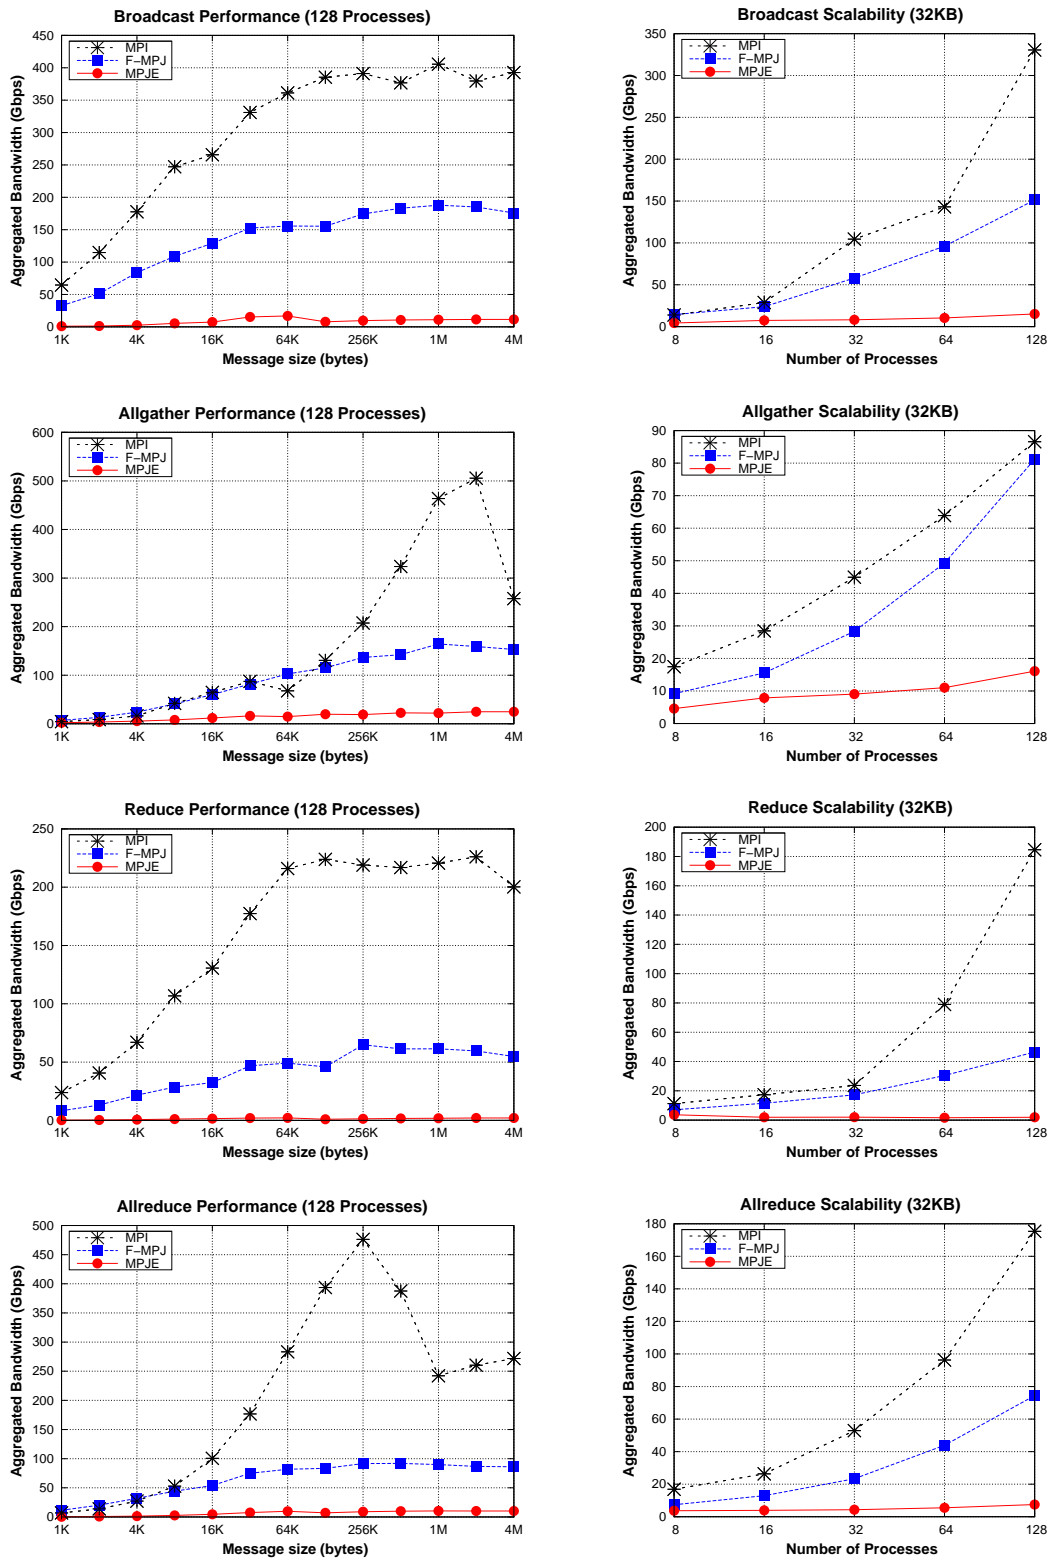 Broadcast Performance (128 Processes)
Aggregated Bandwidth (Gbps)
450
400
350
300
250
200
150
100
50
0
MPI
F-MPJ
MPJE
1K 4K 16K 64K 256K 1M 4M
Message size (bytes)
Broadcast Scalability (32KB)
Aggregated Bandwidth (Gbps)
350
300
250
200
150
100
50
0
MPI
F-MPJ
MPJE
8 16 32 64 128
Number of Processes
Allgather Performance (128 Processes)
Aggregated Bandwidth (Gbps)
600
500
400
300
200
100
0
MPI
F-MPJ
MPJE
1K 4K 16K 64K 256K 1M 4M
Message size (bytes)
Allgather Scalability (32KB)
Aggregated Bandwidth (Gbps)
90
80
70
60
50
40
30
20
10
0
MPI
F-MPJ
MPJE
8 16 32 64 128
Number of Processes
Reduce Performance (128 Processes)
Aggregated Bandwidth (Gbps)
250
200
150
100
50
0
MPI
F-MPJ
MPJE
1K 4K 16K 64K 256K 1M 4M
Message size (bytes)
Reduce Scalability (32KB)
Aggregated Bandwidth (Gbps)
200
180
160
140
120
100
80
60
40
20
0
MPI
F-MPJ
MPJE
8 16 32 64 128
Number of Processes
Allreduce Performance (128 Processes)
Aggregated Bandwidth (Gbps)
500
450
400
350
300
250
200
150
100
50
0
MPI
F-MPJ
MPJE
1K 4K 16K 64K 256K 1M 4M
Message size (bytes)
Allreduce Scalability (32KB)
Aggregated Bandwidth (Gbps)
180
160
140
120
100
80
60
40
20
0
MPI
F-MPJ
MPJE
8 16 32 64 128
Number of Processes